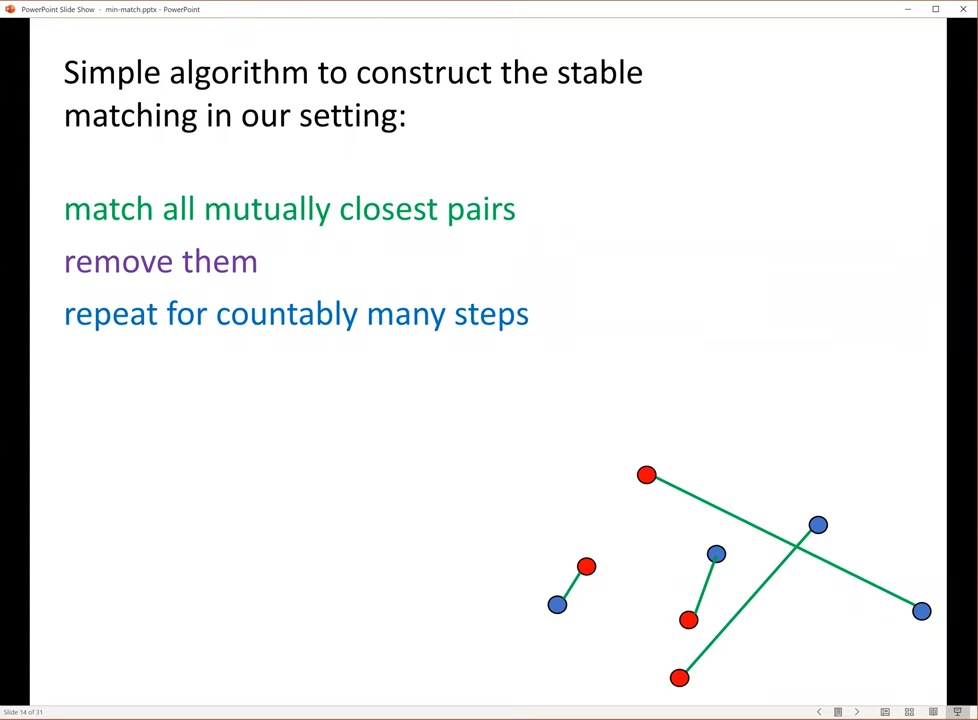 PowerPoint Slide Show - min-match.pptx - PowerPoint
Simple algorithm to construct the stable
matching in our setting:
match all mutually closest pairs
remove them
repeat for countably many steps
Slide 14 of 31